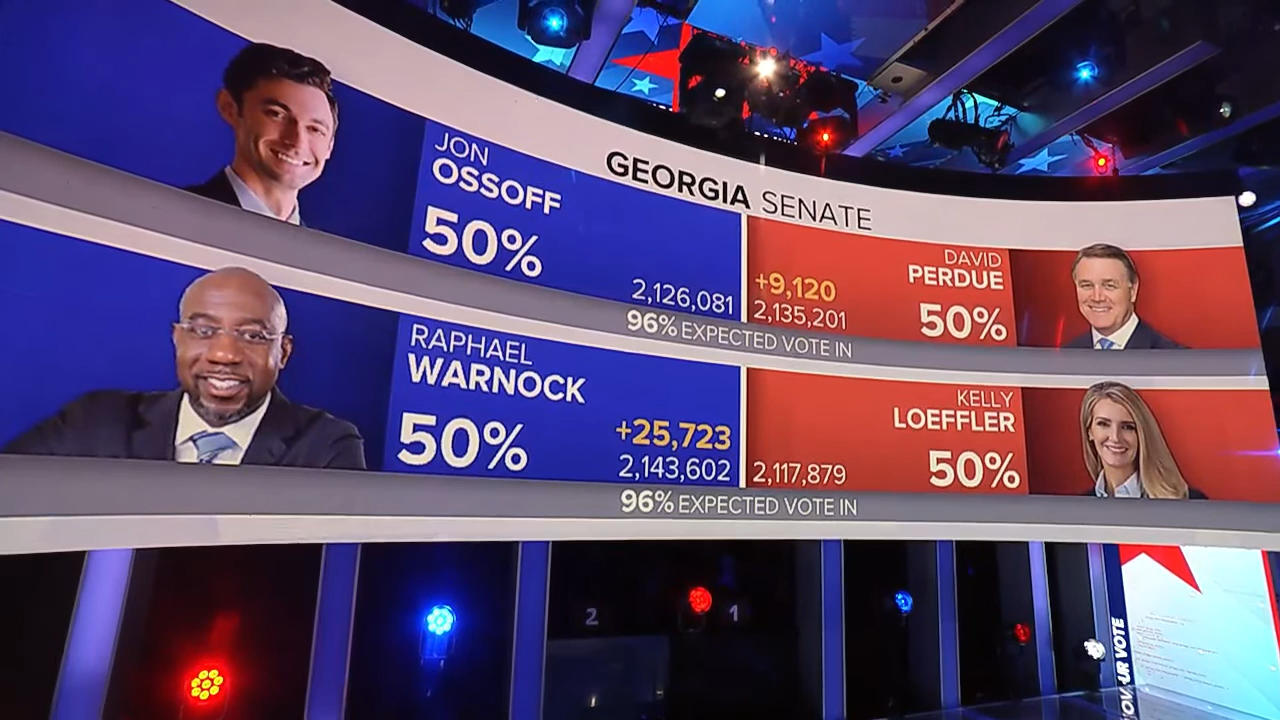 GEORGIA SENATE
JON
OSSOFF
50%
2,126,081
DAVID
PERDUE
+9,120
2,135,201
50%
96% EXPECTED VOTE IN
RAPHAEL
WARNOCK
50%
+25,723
2,143,602
KELLY
LOEFFLER
2,117,879
50%
96% EXPECTED VOTE IN
2
1
VOTE